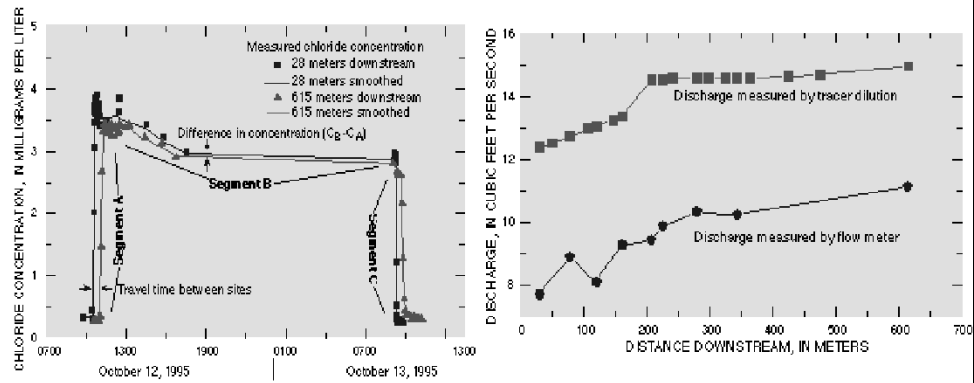 CHLORIDE CONCENTRATION, IN MILLIGRAMS PER LITER
5
4
3
2
1
0
Measured chloride concentration
28 meters downstream
28 meters smoothed
615 meters downstream
615 meters smoothed
Difference in concentration (CB-CA)
Segment B
Segment A
Segment C
Travel time between sites
0700
1300
1900
0100
0700
1300
October 12, 1995
October 13, 1995
DISCHARGE, IN CUBIC FEET PER SECOND
16
14
12
10
8
Discharge measured by tracer dilution
Discharge measured by flow meter
0
100
200
300
400
500
600
700
DISTANCE DOWNSTREAM, IN METERS